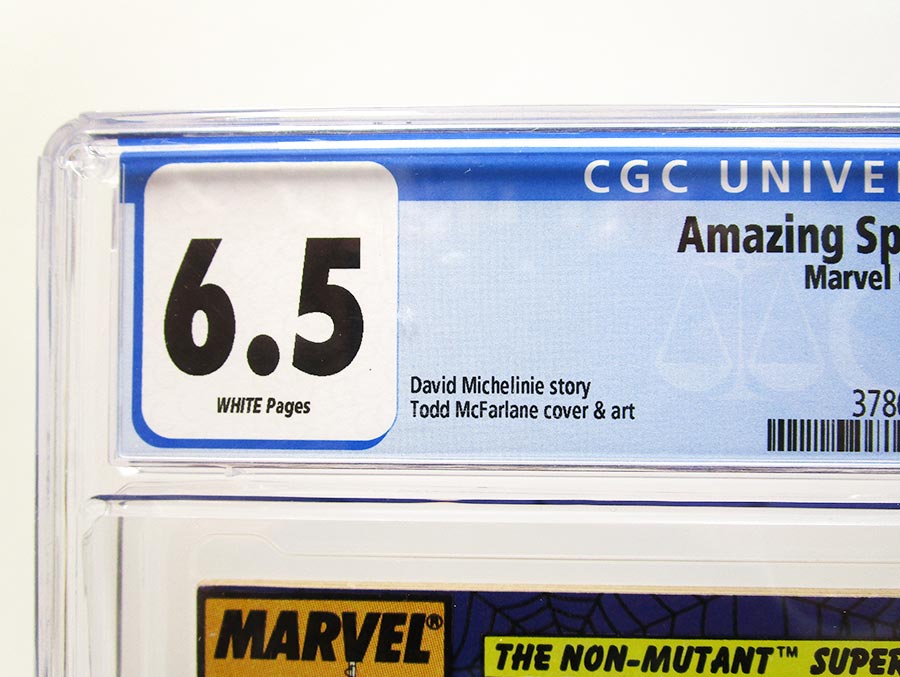 CGC UNIVE
6.5
WHITE Pages
Amazing Sp
Marvel
David Michelinie story
Todd McFarlane cover & art
378
MARVEL®
THE NON-MUTANT™ SUPER